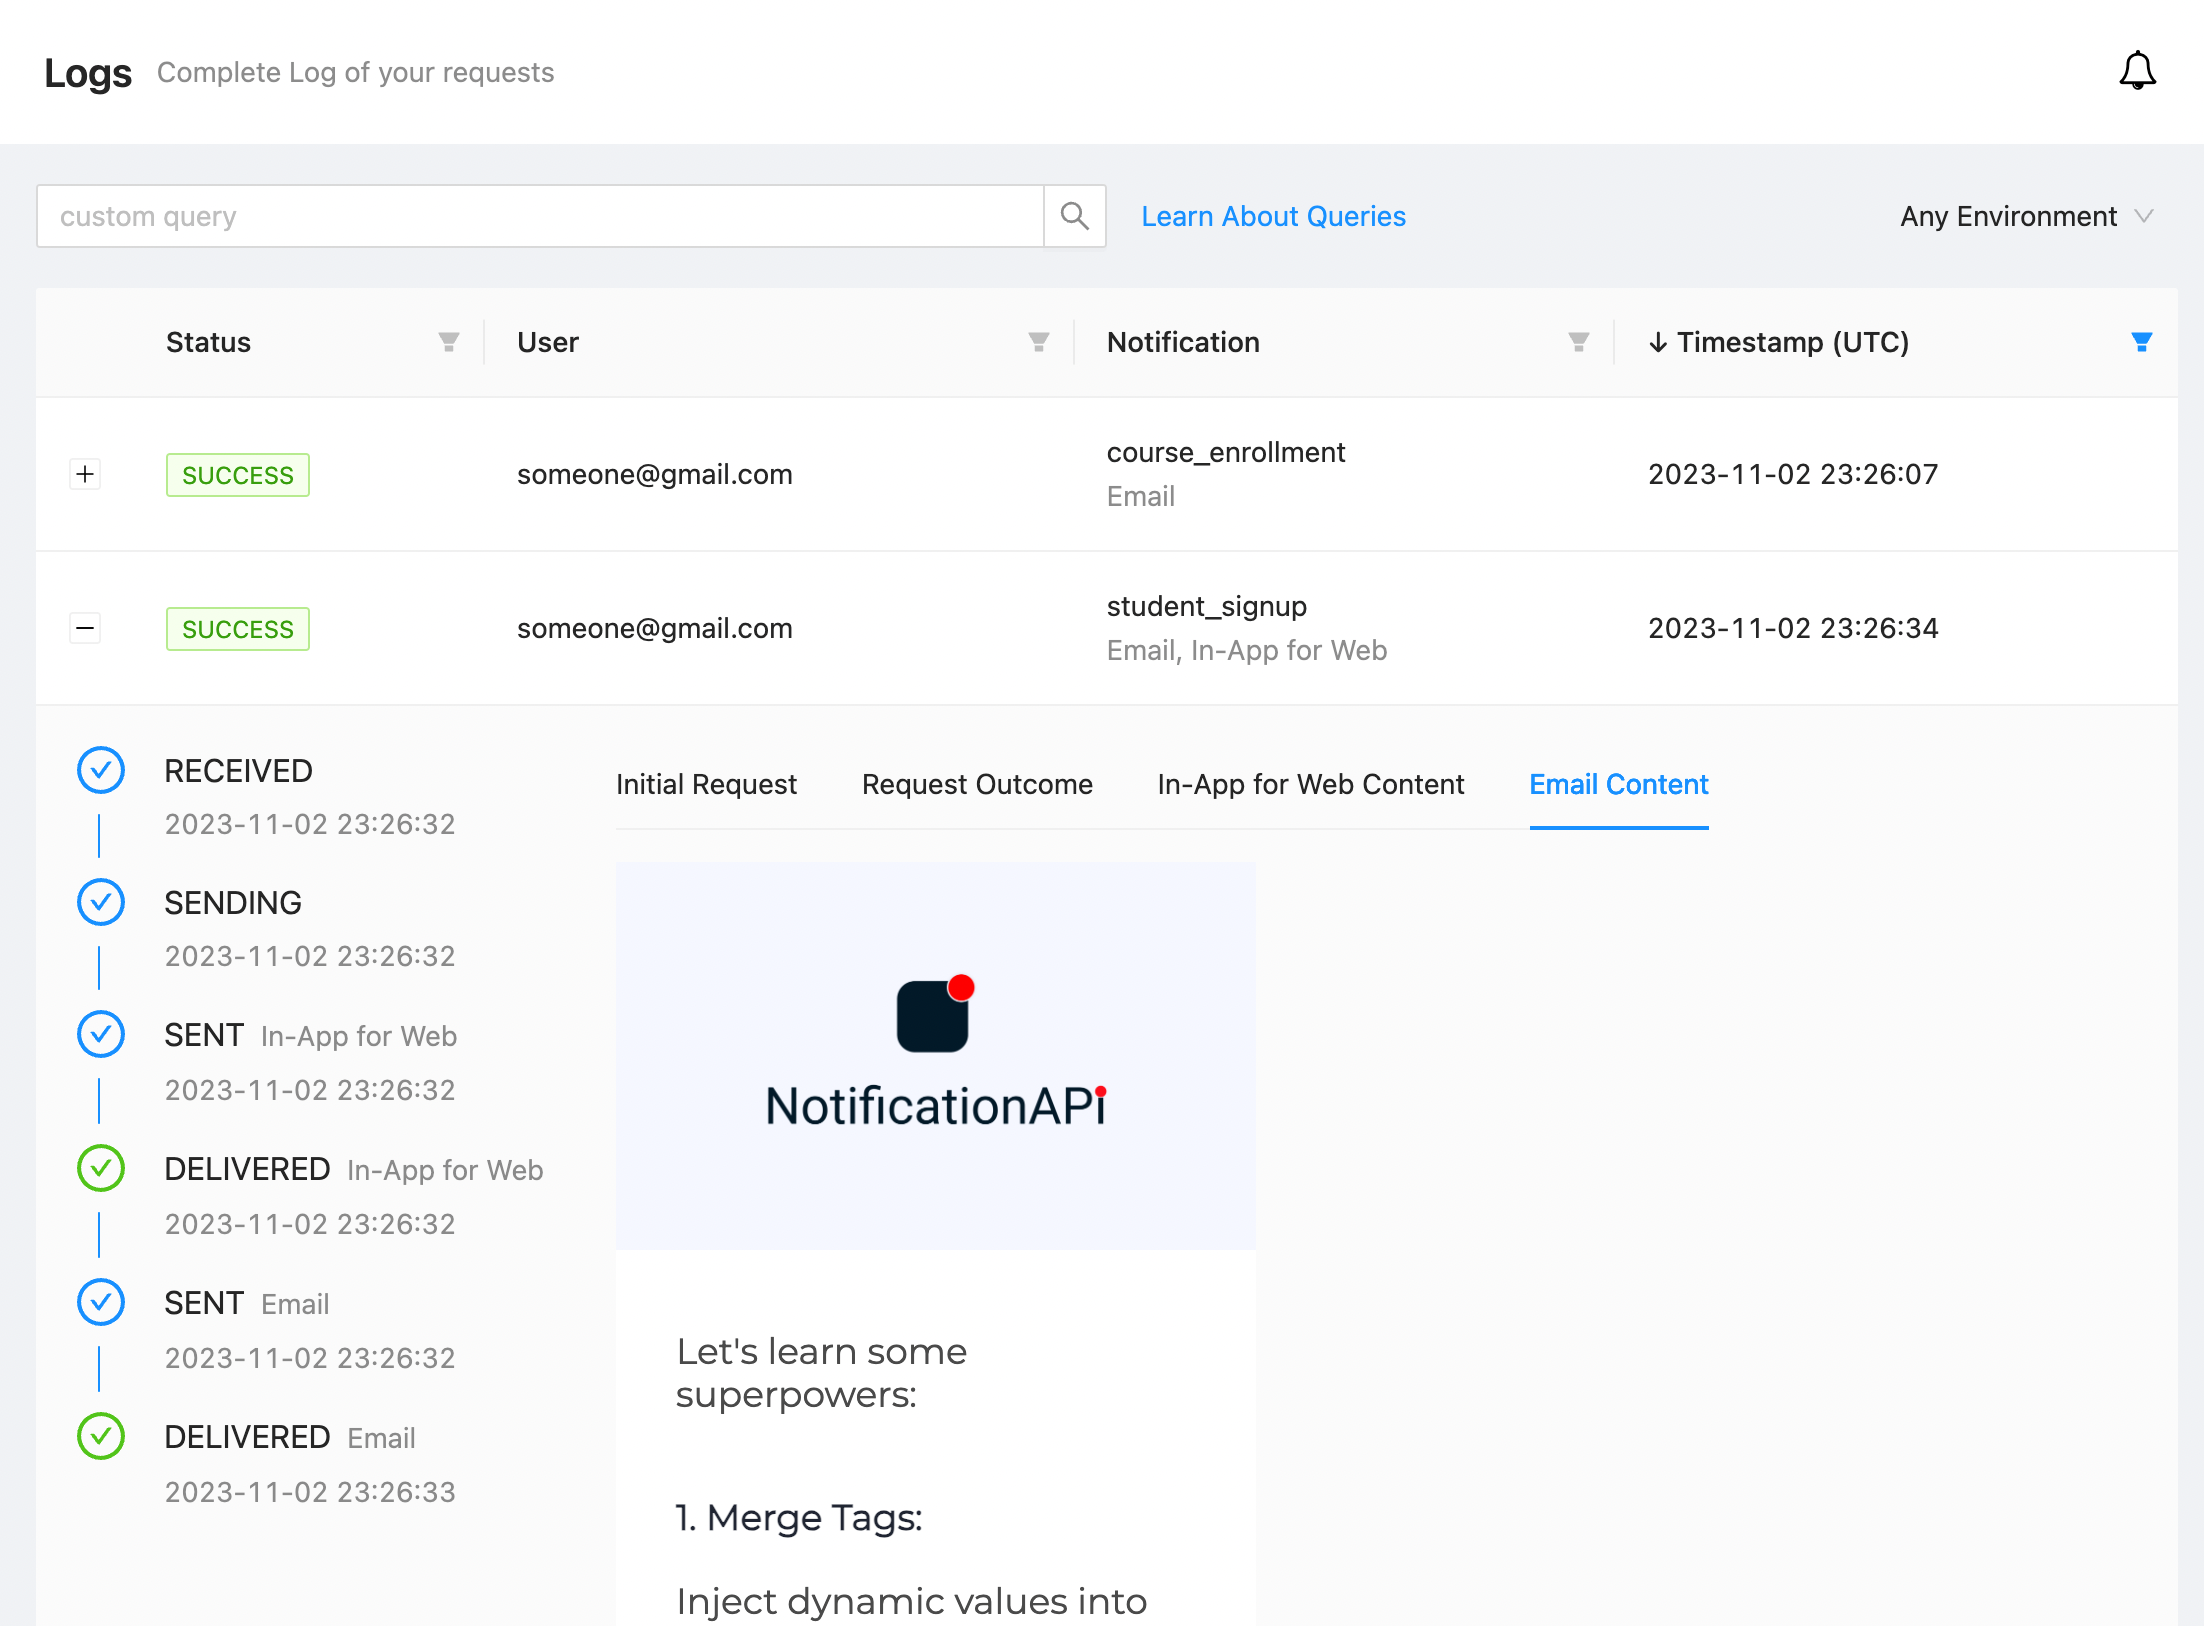 Logs Complete Log of your requests
custom query
Learn About Queries
Any Environment
Status
User
Notification
Timestamp (UTC)
SUCCESS
someone@gmail.com
course_enrollment
Email
2023-11-02 23:26:07
SUCCESS
someone@gmail.com
student_signup
Email, In-App for Web
2023-11-02 23:26:34
RECEIVED
2023-11-02 23:26:32
SENDING
2023-11-02 23:26:32
SENT In-App for Web
2023-11-02 23:26:32
DELIVERED In-App for Web
2023-11-02 23:26:32
SENT Email
2023-11-02 23:26:32
DELIVERED Email
2023-11-02 23:26:33
Initial Request
Request Outcome
In-App for Web Content
Email Content
NotificationAPi
Let's learn some
superpowers:
1. Merge Tags:
Inject dynamic values into